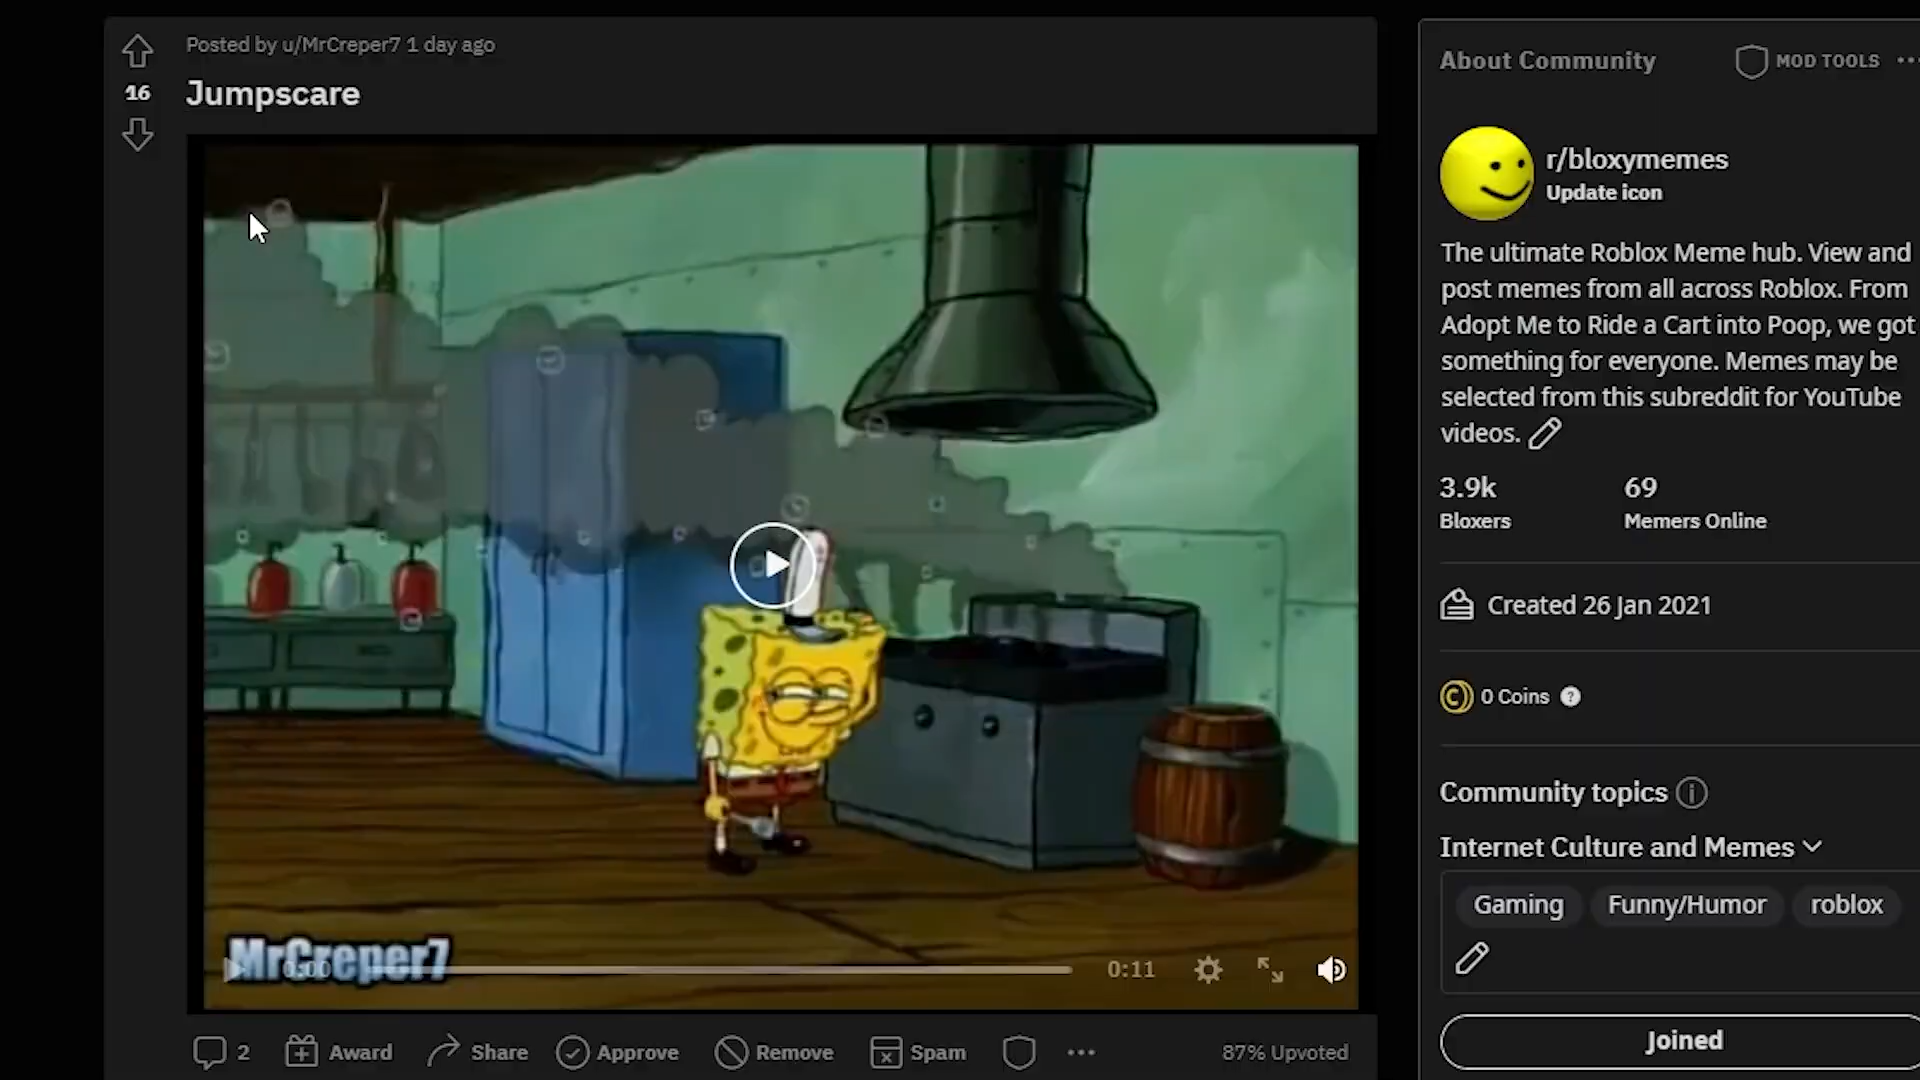 Posted by u/MrCreper7 1 day ago
16
Jumpscare
MrCreper7
0:00
0:11
2
Award
Share
Approve
Remove
Spam
87% Upvoted
About Community
MOD TOOLS
r/bloxymemes
Update icon
The ultimate Roblox Meme hub. View and
post memes from all across Roblox. From
Adopt Me to Ride a Cart into Poop, we got
something for everyone. Memes may be
selected from this subreddit for YouTube
videos.
3.9k
69
Bloxers
Memers Online
Created 26 Jan 2021
0 Coins
Community topics
Internet Culture and Memes
Gaming
Funny/Humor
roblox
Joined